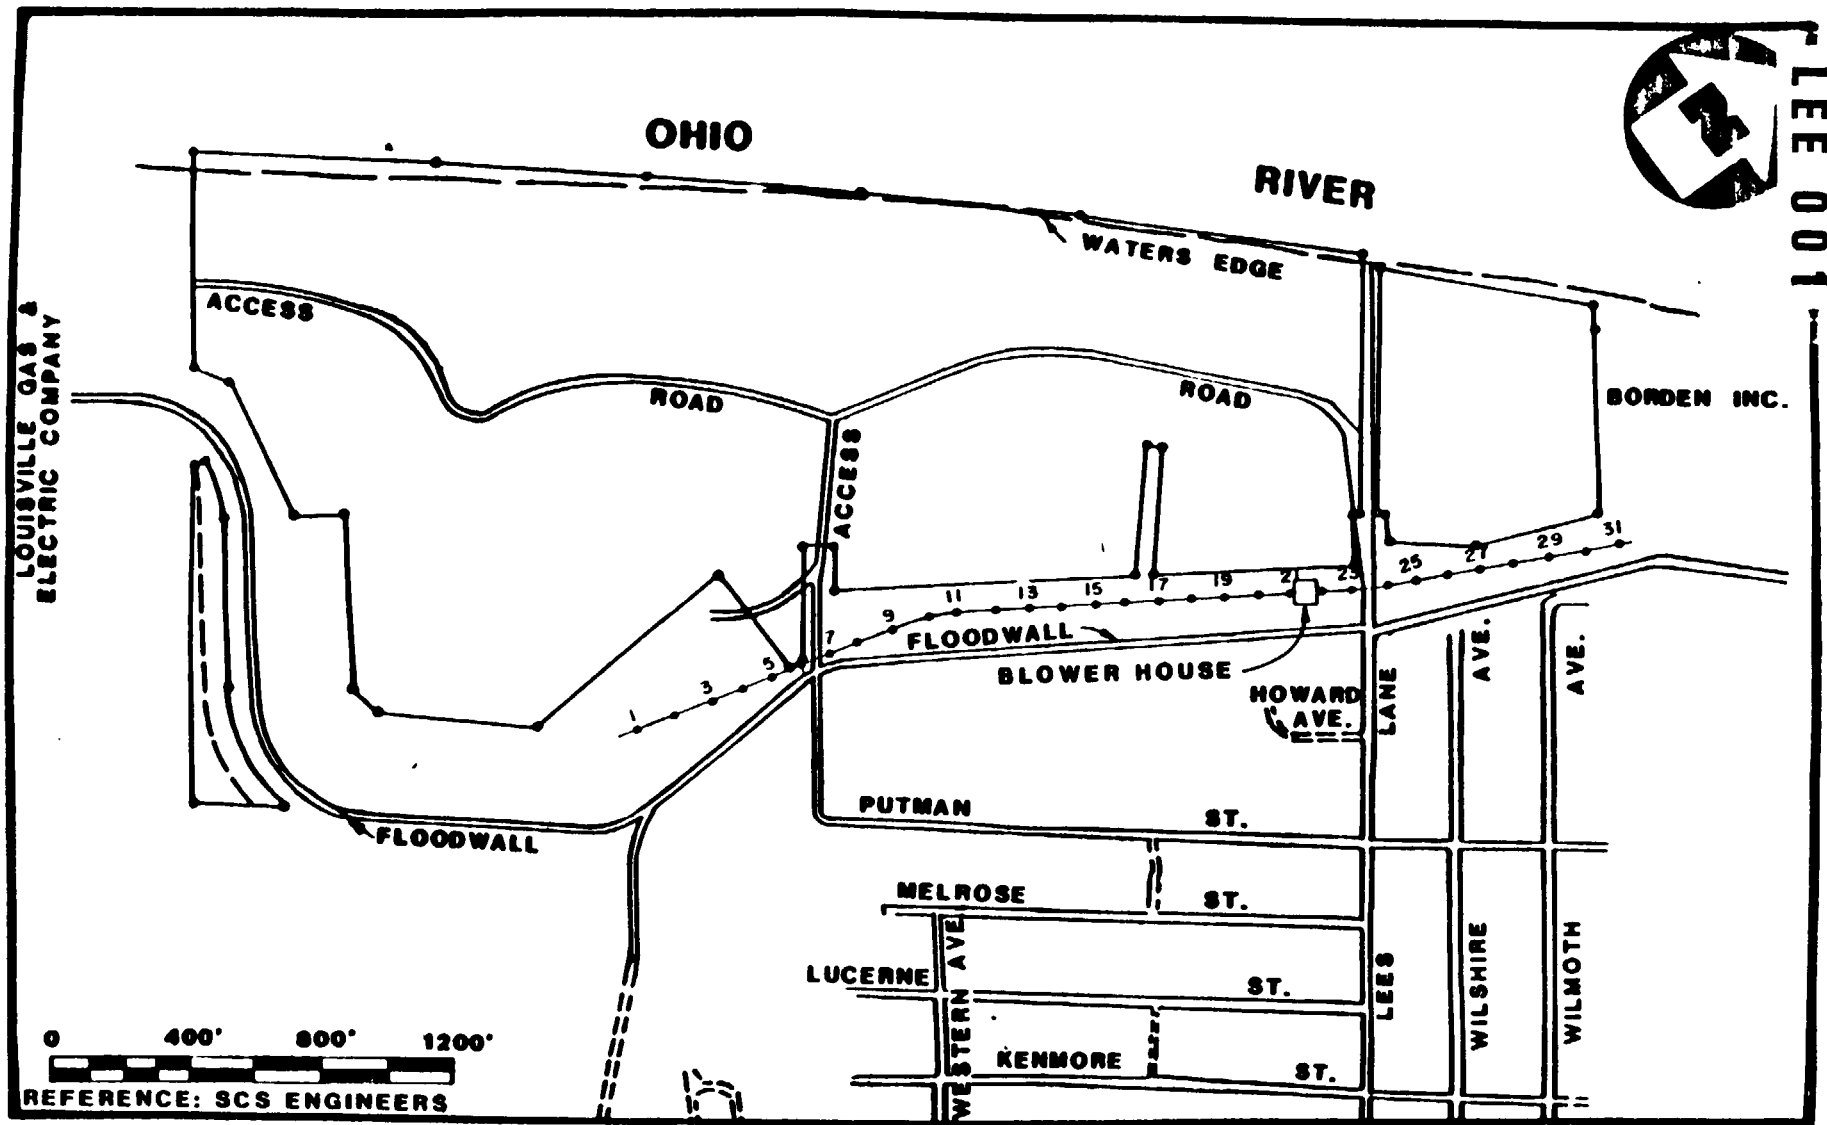 LEE 001
OHIO
RIVER
WATERS EDGE
ACCESS
ROAD
ROAD
ACCESS
LOUISVILLE GAS &
ELECTRIC COMPANY
BORDEN INC.
1
3
5
7
9
11
13
15
17
19
21
23
25
27
29
31
FLOODWALL
BLOWER HOUSE
HOWARD
AVE.
LANE
AVE.
AVE.
FLOODWALL
PUTMAN ST.
MELROSE ST.
WESTERN AVE
LUCERNE ST.
LEES
WILSHIRE
WILMOTH
KENMORE ST.
0 400' 800' 1200'
REFERENCE: SCS ENGINEERS